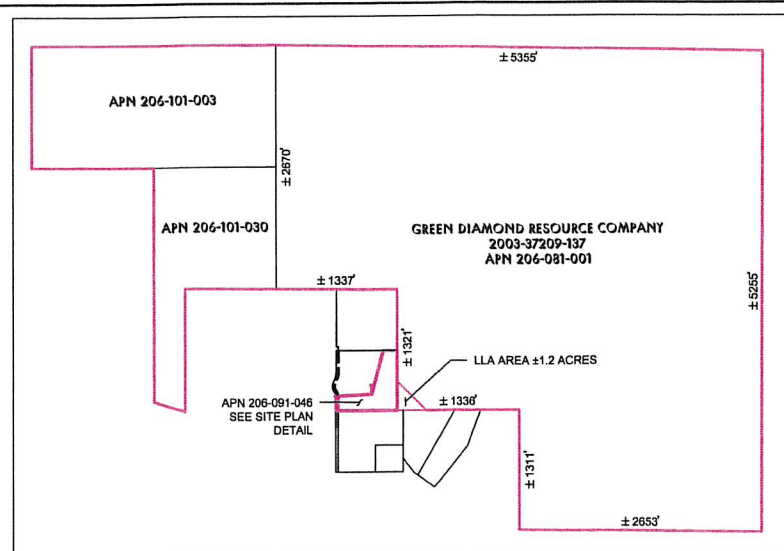 ± 5355'
APN 206-101-003
± 2670'
APN 206-101-030
GREEN DIAMOND RESOURCE COMPANY
2003-37209-137
APN 206-081-001
± 5255'
± 1337'
± 1321'
LLA AREA ±1.2 ACRES
APN 206-091-046
SEE SITE PLAN
DETAIL
± 1336'
± 1311'
± 2653'